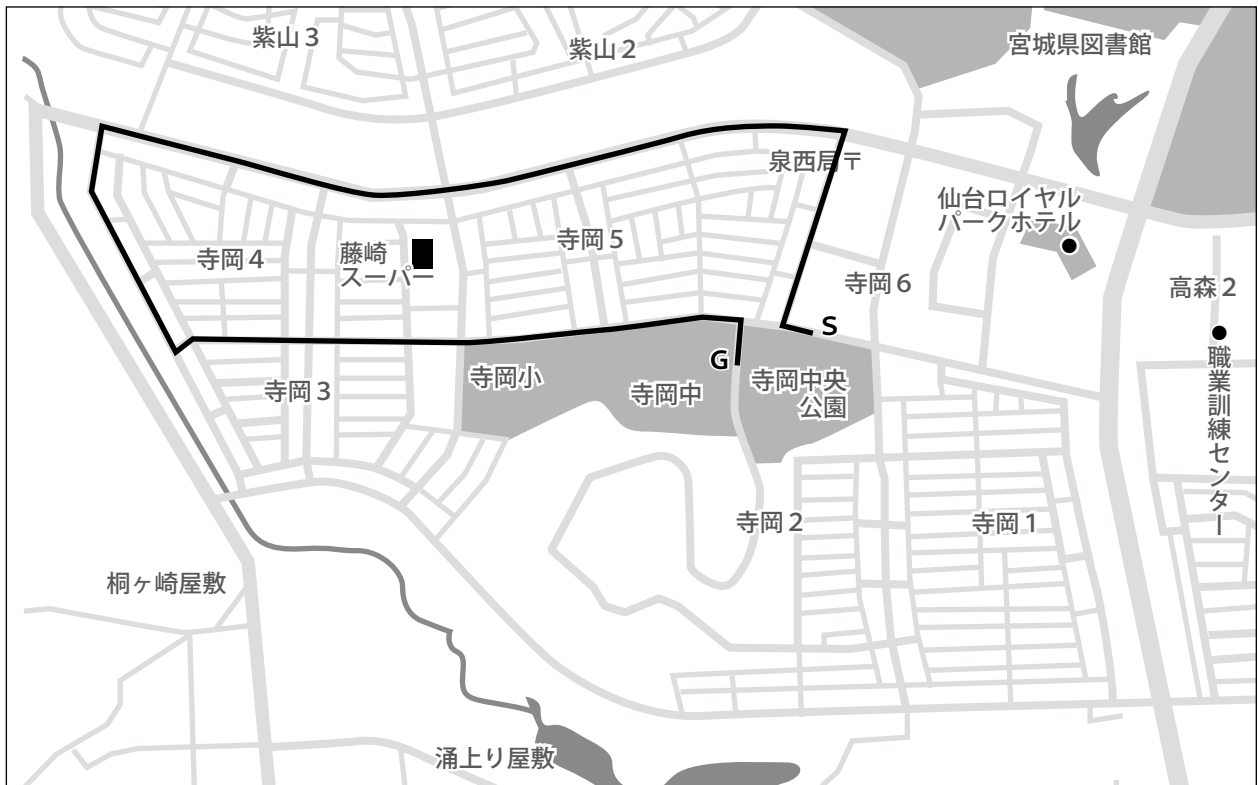 紫山3
紫山2
宮城県図書館
泉西局〒
仙台ロイヤル
パークホテル
寺岡4
藤崎
スーパー
寺岡5
寺岡6
高森2
S
G
寺岡小
寺岡中
寺岡中央
公園
寺岡3
職業訓練センター
寺岡2
寺岡1
桐ヶ崎屋敷
涌上り屋敷